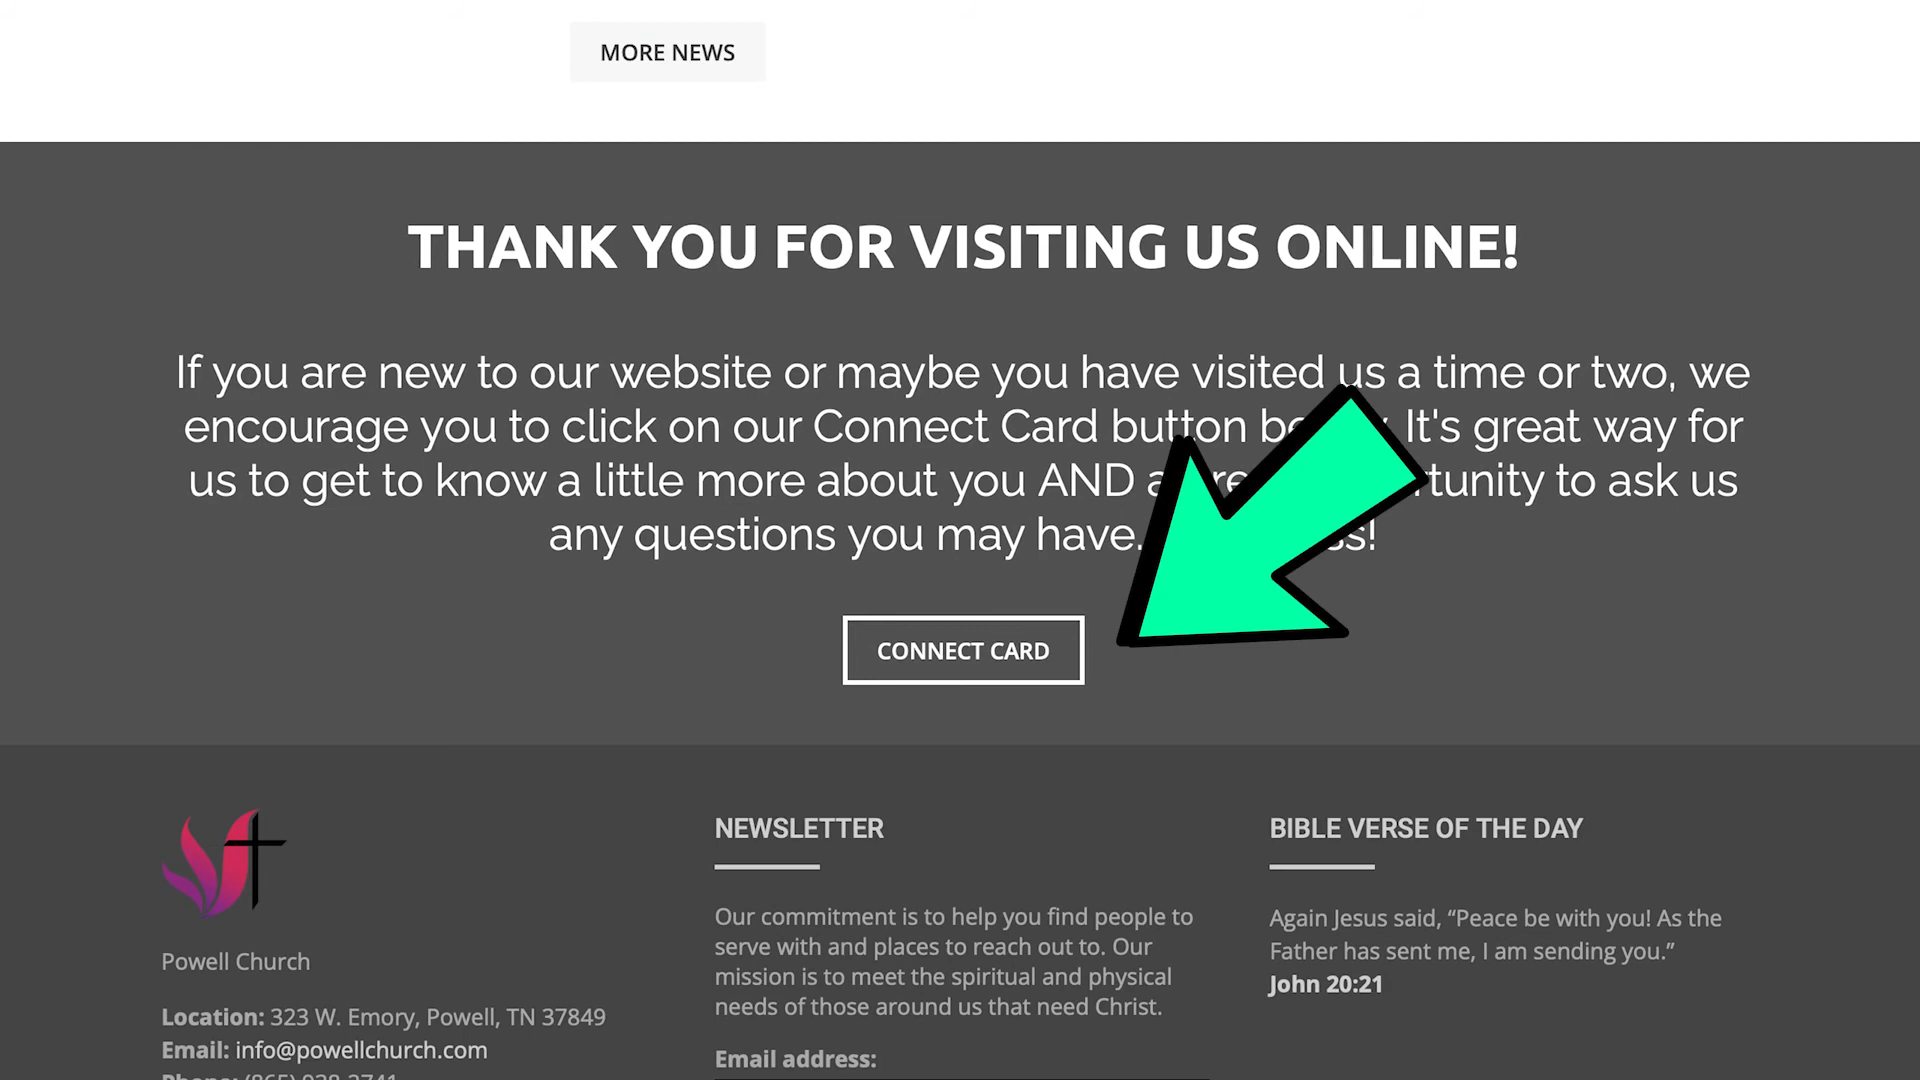 MORE NEWS
THANK YOU FOR VISITING US ONLINE!
If you are new to our website or maybe you have visited us a time or two, we
encourage you to click on our Connect Card button It's great way for
us to get to know a little more about you AND to ask us
any questions you may have.
CONNECT CARD
Powell Church
Location: 323 W. Emory, Powell, TN 37849
Email: info@powellchurch.com
NEWSLETTER
Our commitment is to help you find people to
serve with and places to reach out to. Our
mission is to meet the spiritual and physical
needs of those around us that need Christ.
Email address:
BIBLE VERSE OF THE DAY
Again Jesus said, “Peace be with you! As the
Father has sent me, I am sending you.”
John 20:21